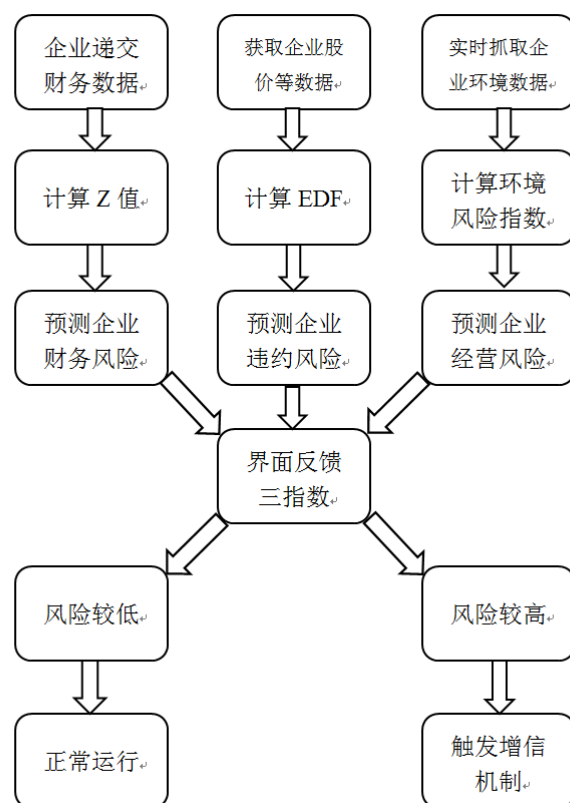 企业递交
财务数据
获取企业股
价等数据
实时抓取企
业环境数据
计算 Z 值
计算 EDF
计算环境
风险指数
预测企业
财务风险
预测企业
违约风险
预测企业
经营风险
界面反馈
三指数
风险较低
风险较高
正常运行
触发增信
机制